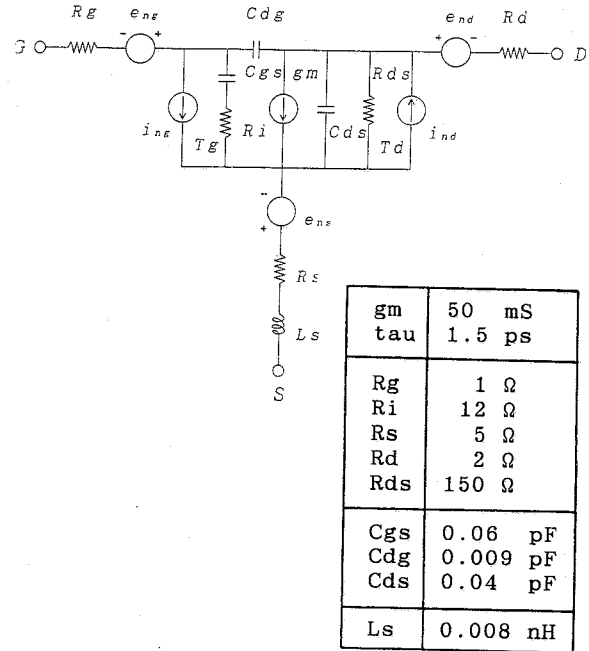 Rg eng Cdg end Rd
G D
Cgs gm Rds
ing Tg Ri Cds Td ind
ens
Rs
Ls
S
gm 50 mS
tau 1.5 ps
Rg 1 Ω
Ri 12 Ω
Rs 5 Ω
Rd 2 Ω
Rds 150 Ω
Cgs 0.06 pF
Cdg 0.009 pF
Cds 0.04 pF
Ls 0.008 nH